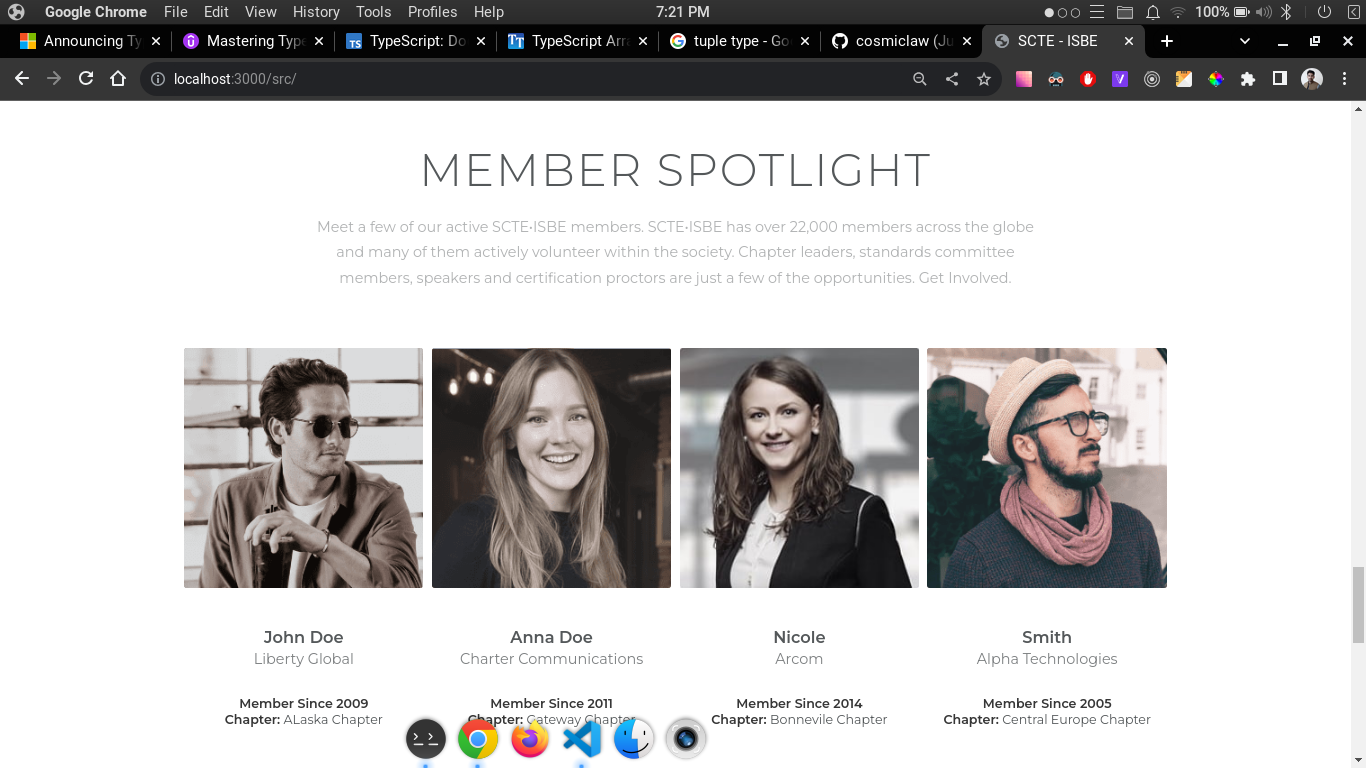 Google Chrome File Edit View History Tools Profiles Help 7:21 PM 100%
Announcing Ty Mastering Type TypeScript: Do TypeScript Arra tuple type - Go cosmiclaw (Ju SCTE - ISBE
localhost:3000/src/
MEMBER SPOTLIGHT
Meet a few of our active SCTE•ISBE members. SCTE•ISBE has over 22,000 members across the globe
and many of them actively volunteer within the society. Chapter leaders, standards committee
members, speakers and certification proctors are just a few of the opportunities. Get Involved.
John Doe
Liberty Global
Member Since 2009
Chapter: ALaska Chapter
Anna Doe
Charter Communications
Member Since 2011
Chapter: Gateway Chapter
Nicole
Arcom
Member Since 2014
Chapter: Bonnevile Chapter
Smith
Alpha Technologies
Member Since 2005
Chapter: Central Europe Chapter